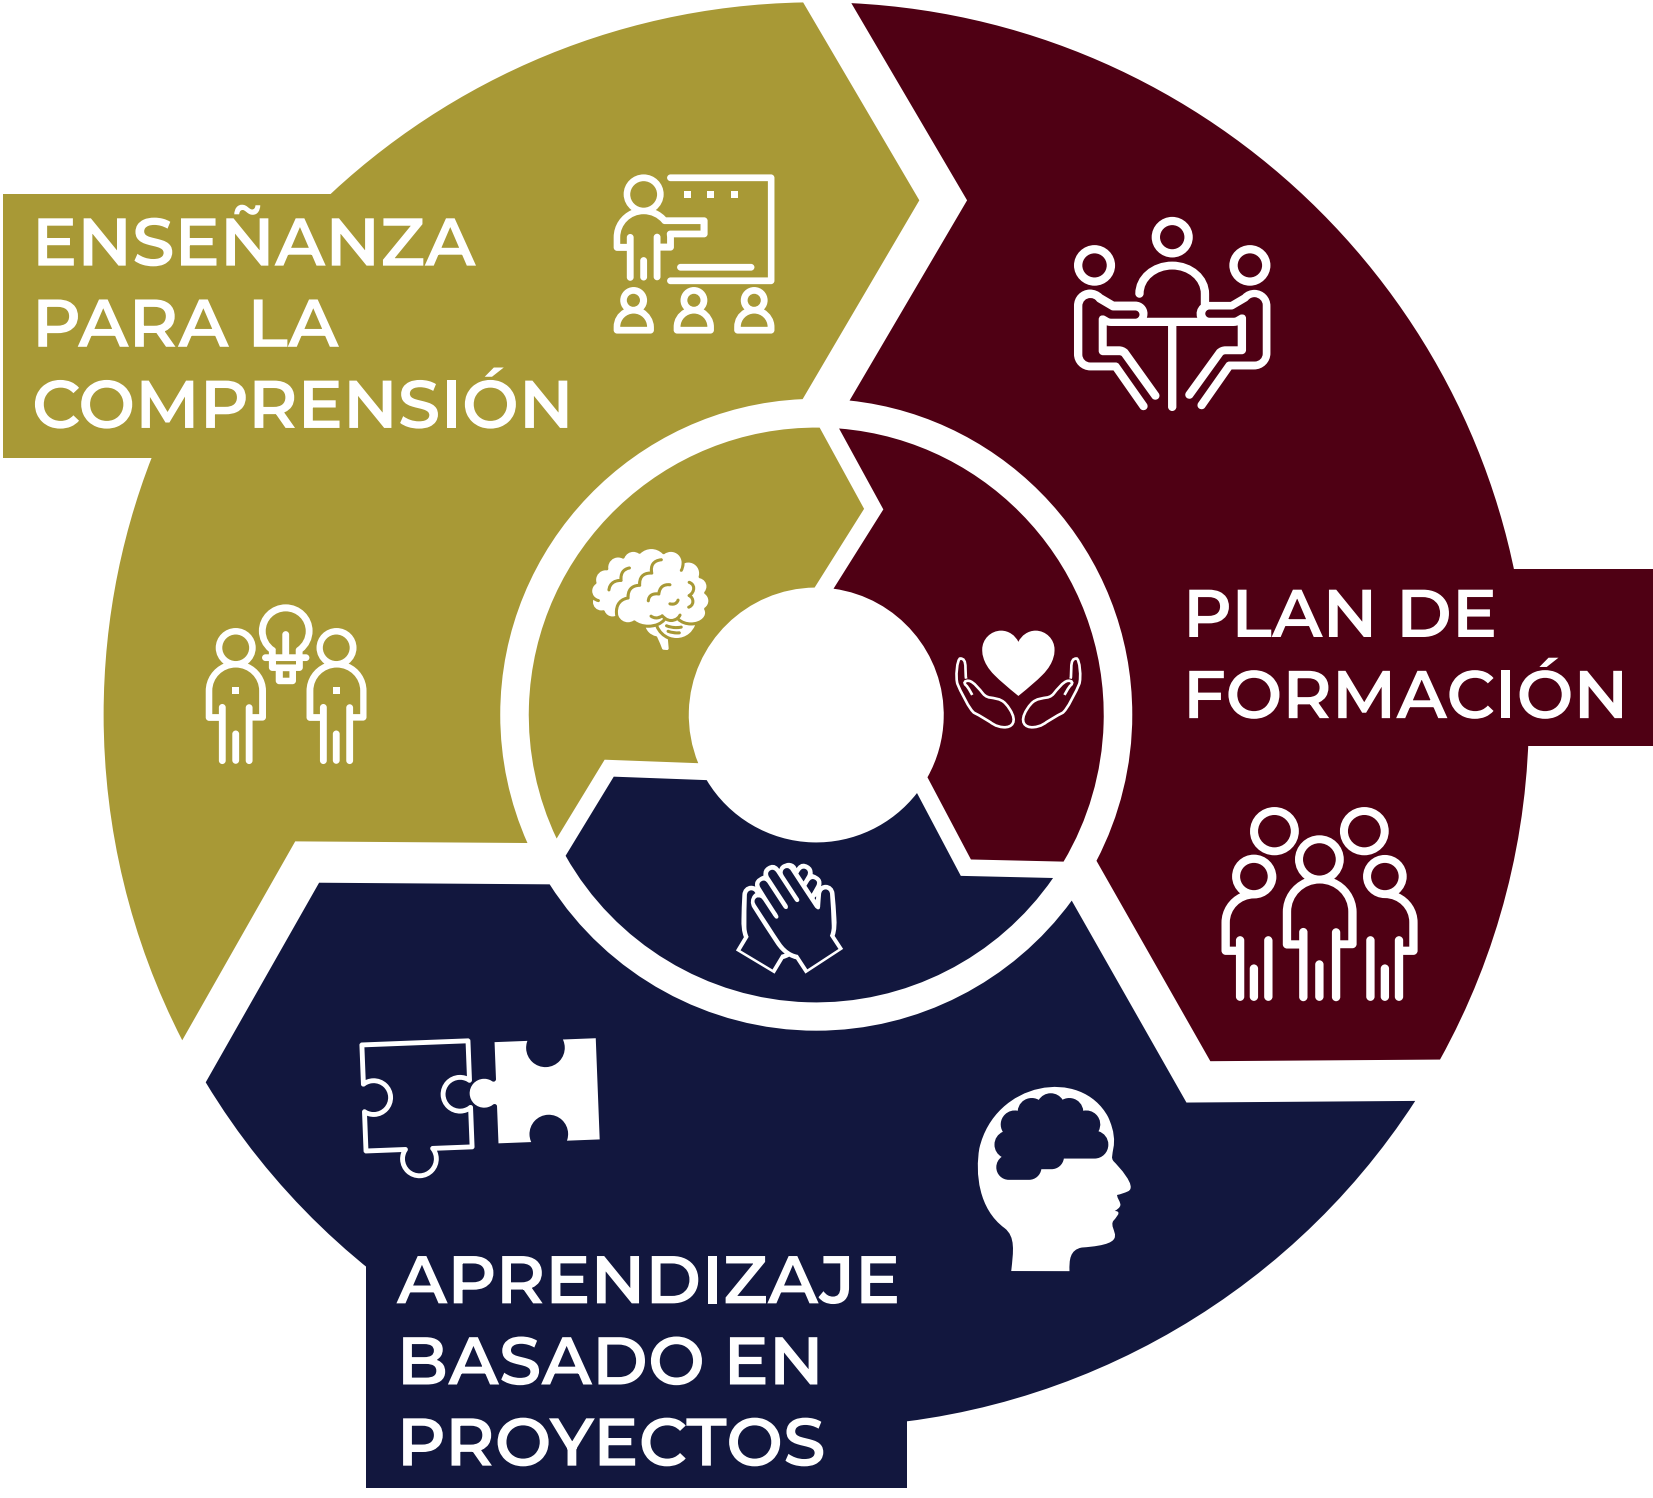 ENSEÑANZA
PARA LA
COMPRENSIÓN
PLAN DE
FORMACIÓN
APRENDIZAJE
BASADO EN
PROYECTOS